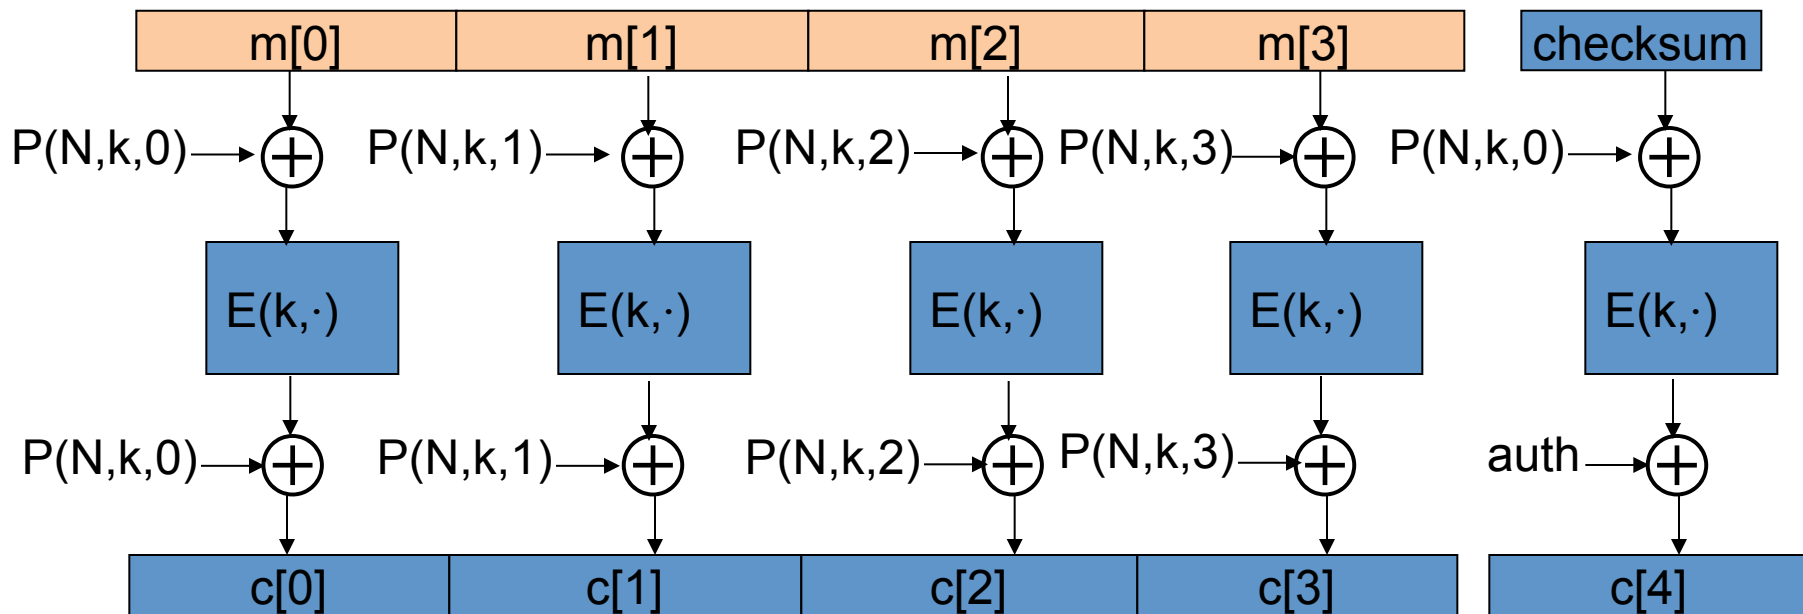 m[0] m[1] m[2] m[3] checksum
P(N,k,0) P(N,k,1) P(N,k,2) P(N,k,3) P(N,k,0)
E(k,·) E(k,·) E(k,·) E(k,·) E(k,·)
P(N,k,0) P(N,k,1) P(N,k,2) P(N,k,3) auth
c[0] c[1] c[2] c[3] c[4]